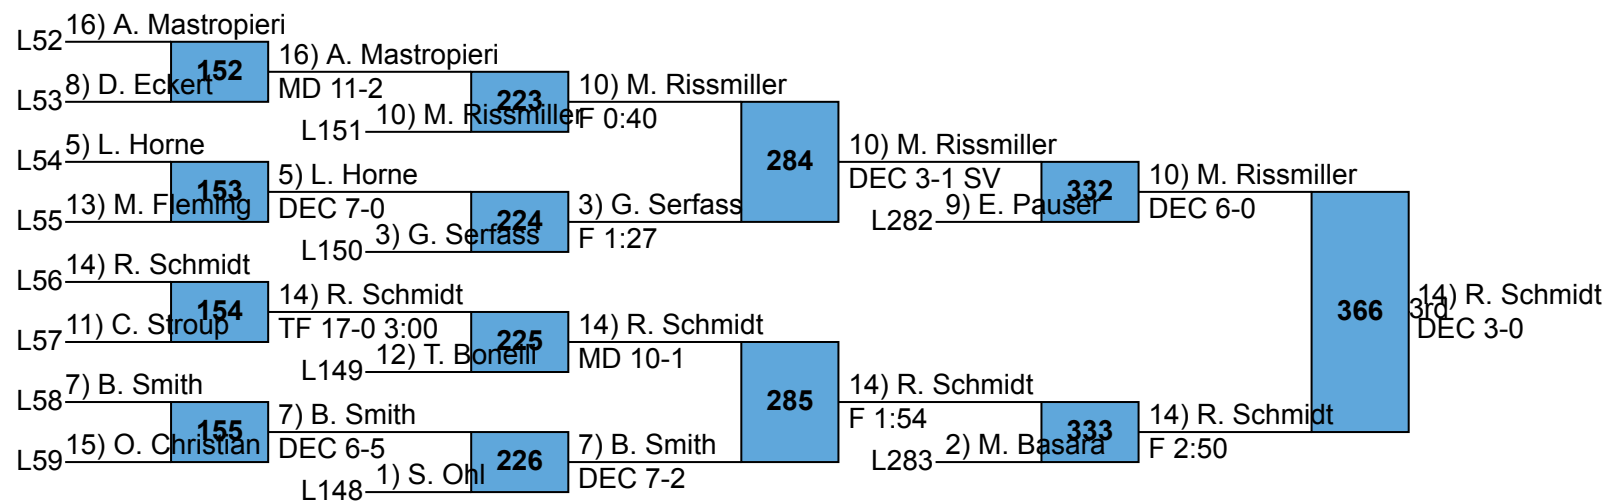 L52 16) A. Mastropieri
152
L53 8) D. Eckert
16) A. Mastropieri
MD 11-2
223
L151 10) M. Rissmiller
10) M. Rissmiller
F 0:40
L54 5) L. Horne
153
L55 13) M. Fleming
5) L. Horne
DEC 7-0
224
L150 3) G. Serfass
3) G. Serfass
F 1:27
284
10) M. Rissmiller
DEC 3-1 SV
332
L282 9) E. Pauser
10) M. Rissmiller
DEC 6-0
L56 14) R. Schmidt
154
L57 11) C. Stroup
14) R. Schmidt
TF 17-0 3:00
225
L149 12) T. Bonelli
14) R. Schmidt
MD 10-1
L58 7) B. Smith
155
L59 15) O. Christian
7) B. Smith
DEC 6-5
226
L148 1) S. Ohl
7) B. Smith
DEC 7-2
285
14) R. Schmidt
F 1:54
333
L283 2) M. Basara
14) R. Schmidt
F 2:50
366
3rd
14) R. Schmidt
DEC 3-0